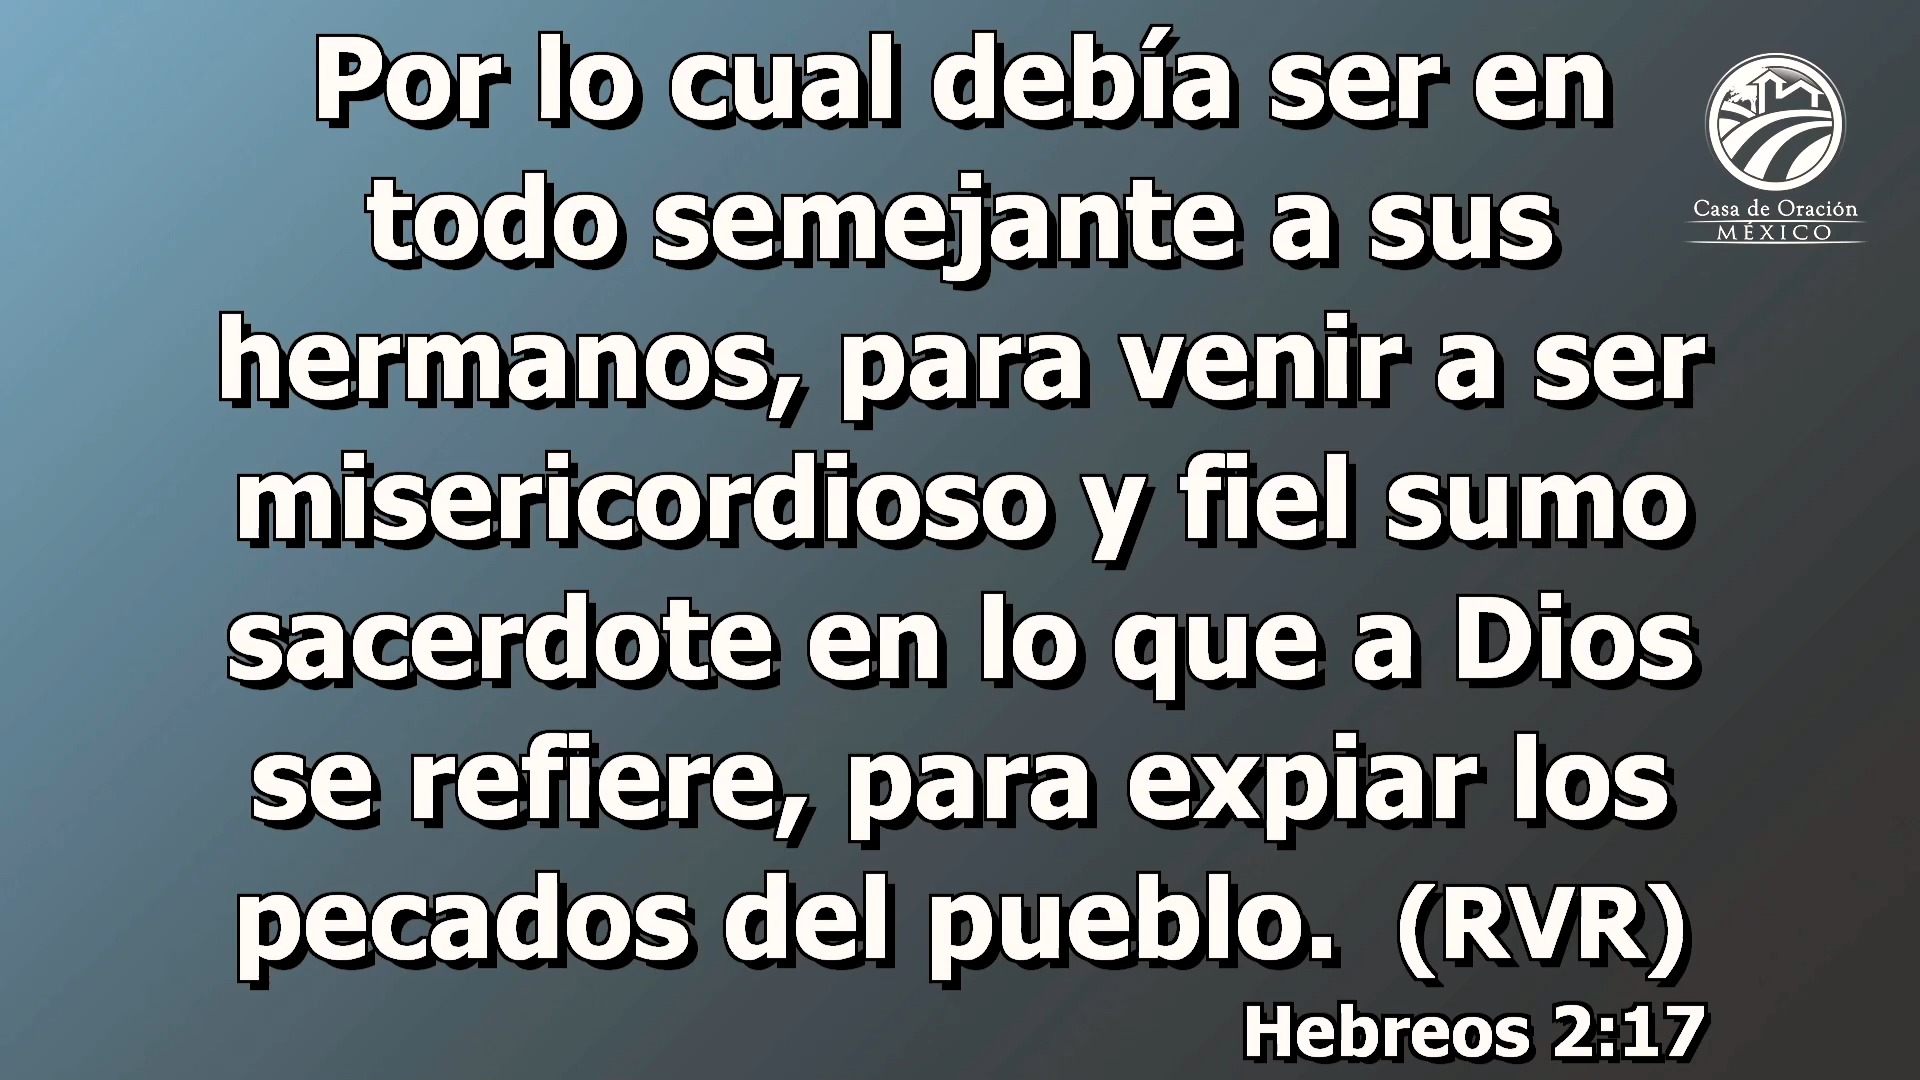 Por lo cual debía ser en
todo semejante a sus
hermanos, para venir a ser
misericordioso y fiel sumo
sacerdote en lo que a Dios
se refiere, para expiar los
pecados del pueblo. (RVR)
Hebreos 2:17
Casa de Oración
MÉXICO